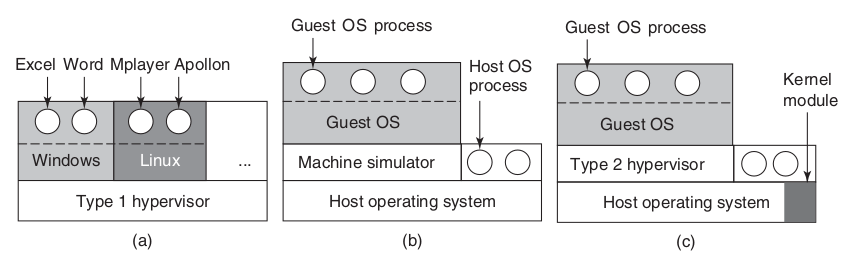 Excel Word Mplayer Apollon
Windows
Linux
...
Type 1 hypervisor
(a)
Guest OS process
Host OS
process
Guest OS
Machine simulator
Host operating system
(b)
Guest OS process
Kernel
module
Guest OS
Type 2 hypervisor
Host operating system
(c)